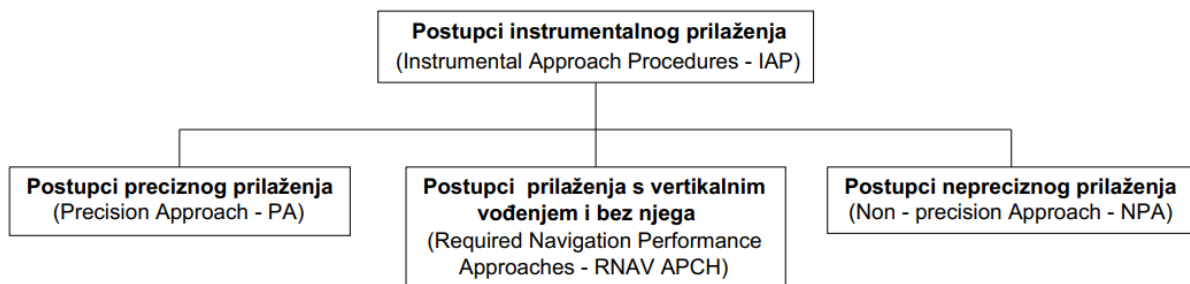 Postupci instrumentalnog prilaženja
(Instrumental Approach Procedures - IAP)
Postupci preciznog prilaženja
(Precision Approach - PA)
Postupci prilaženja s vertikalnim
vođenjem i bez njega
(Required Navigation Performance
Approaches - RNAV APCH)
Postupci nepreciznog prilaženja
(Non - precision Approach - NPA)